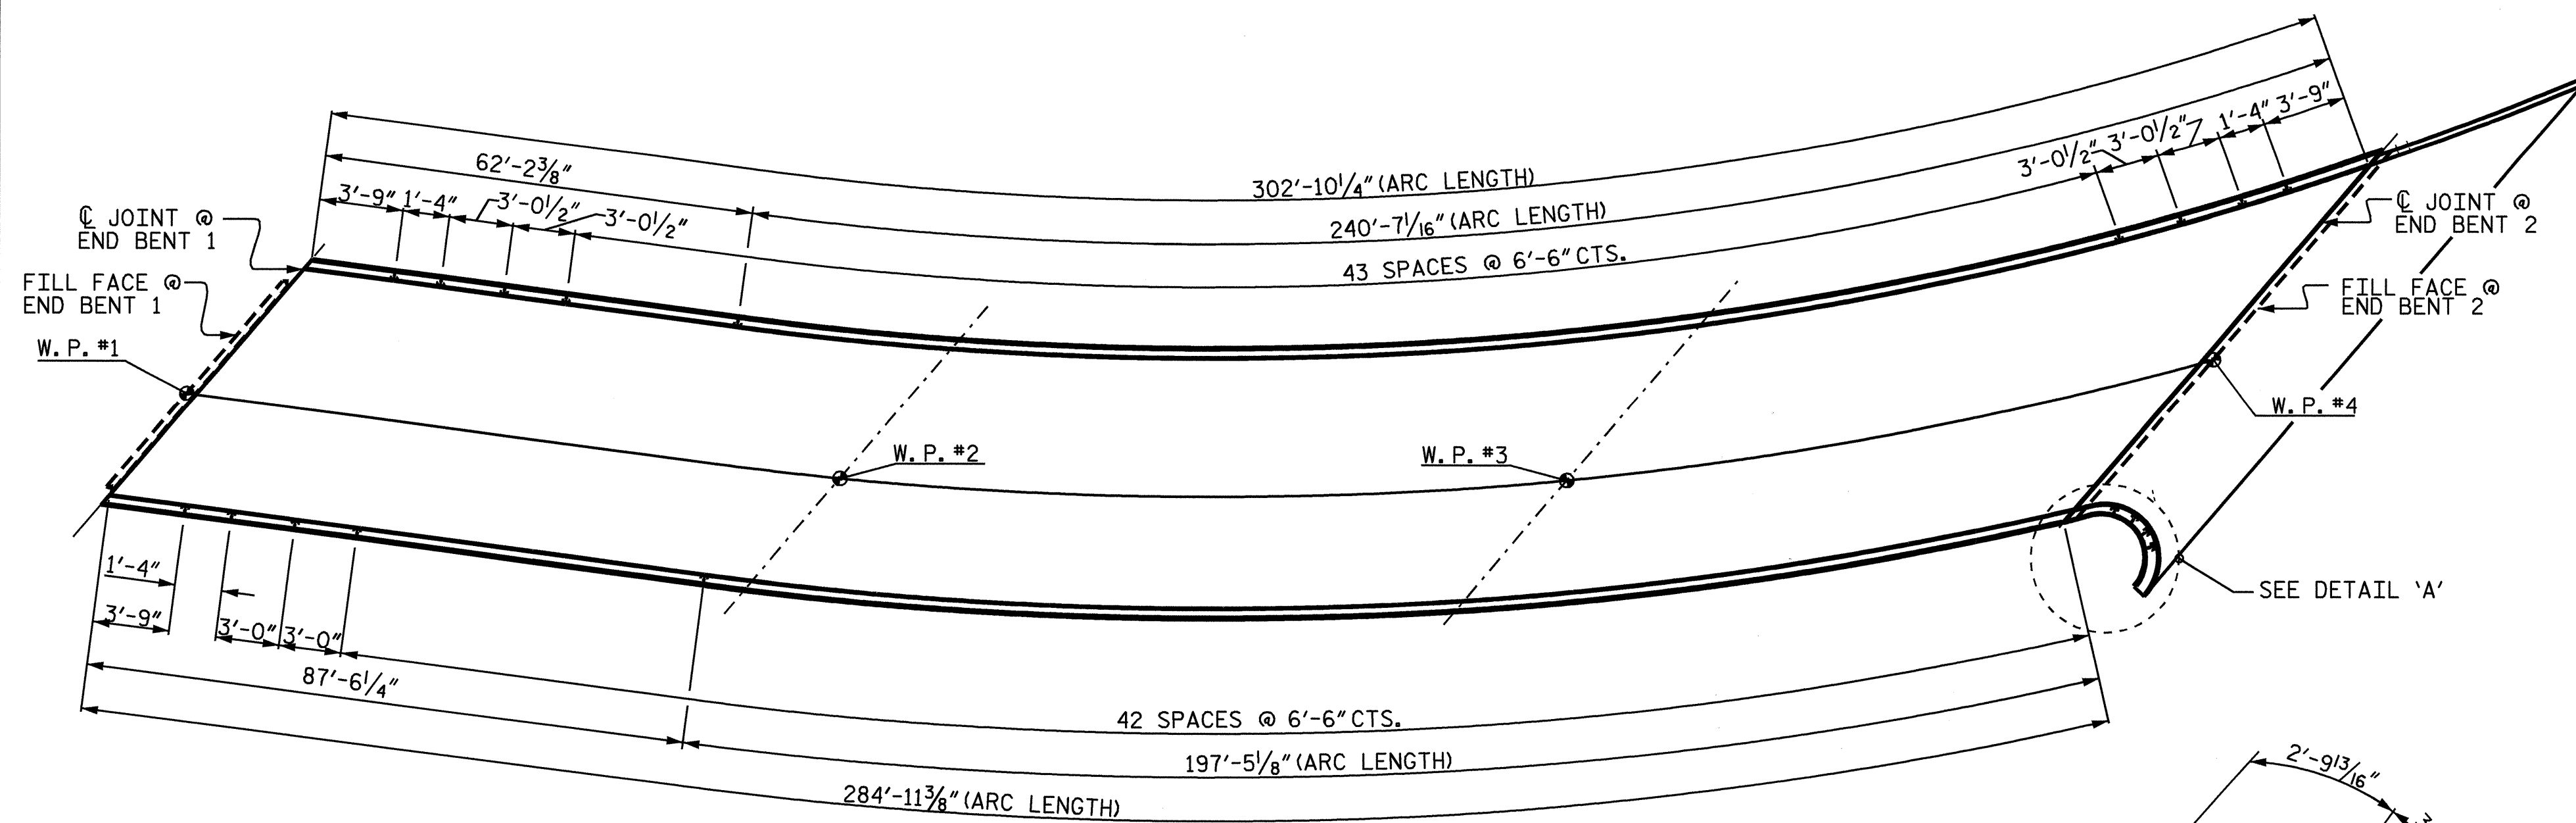 302'-10 1/4" (ARC LENGTH)
62'-2 3/8"
240'-7 1/16" (ARC LENGTH)
3'-9" 1'-4" 3'-0 1/2" 3'-0 1/2"
43 SPACES @ 6'-6" CTS.
3'-0 1/2" 3'-0 1/2" 1'-4" 3'-9"
℄ JOINT @
END BENT 1
FILL FACE @
END BENT 1
W.P. #1
W.P. #2
W.P. #3
℄ JOINT @
END BENT 2
FILL FACE @
END BENT 2
W.P. #4
SEE DETAIL 'A'
1'-4"
3'-9"
3'-0" 3'-0"
87'-6 1/4"
42 SPACES @ 6'-6" CTS.
197'-5 1/8" (ARC LENGTH)
284'-11 3/8" (ARC LENGTH)
2'-9 13/16"